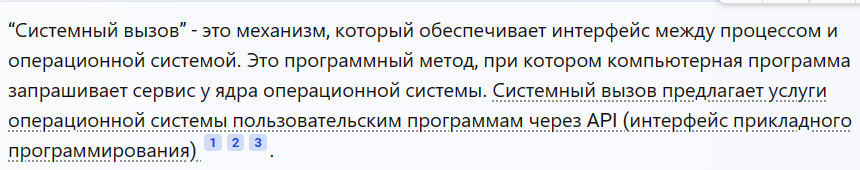 “Системный вызов” - это механизм, который обеспечивает интерфейс между процессом и
операционной системой. Это программный метод, при котором компьютерная программа
запрашивает сервис у ядра операционной системы. Системный вызов предлагает услуги
операционной системы пользовательским программам через API (интерфейс прикладного
программирования) 1 2 3 .